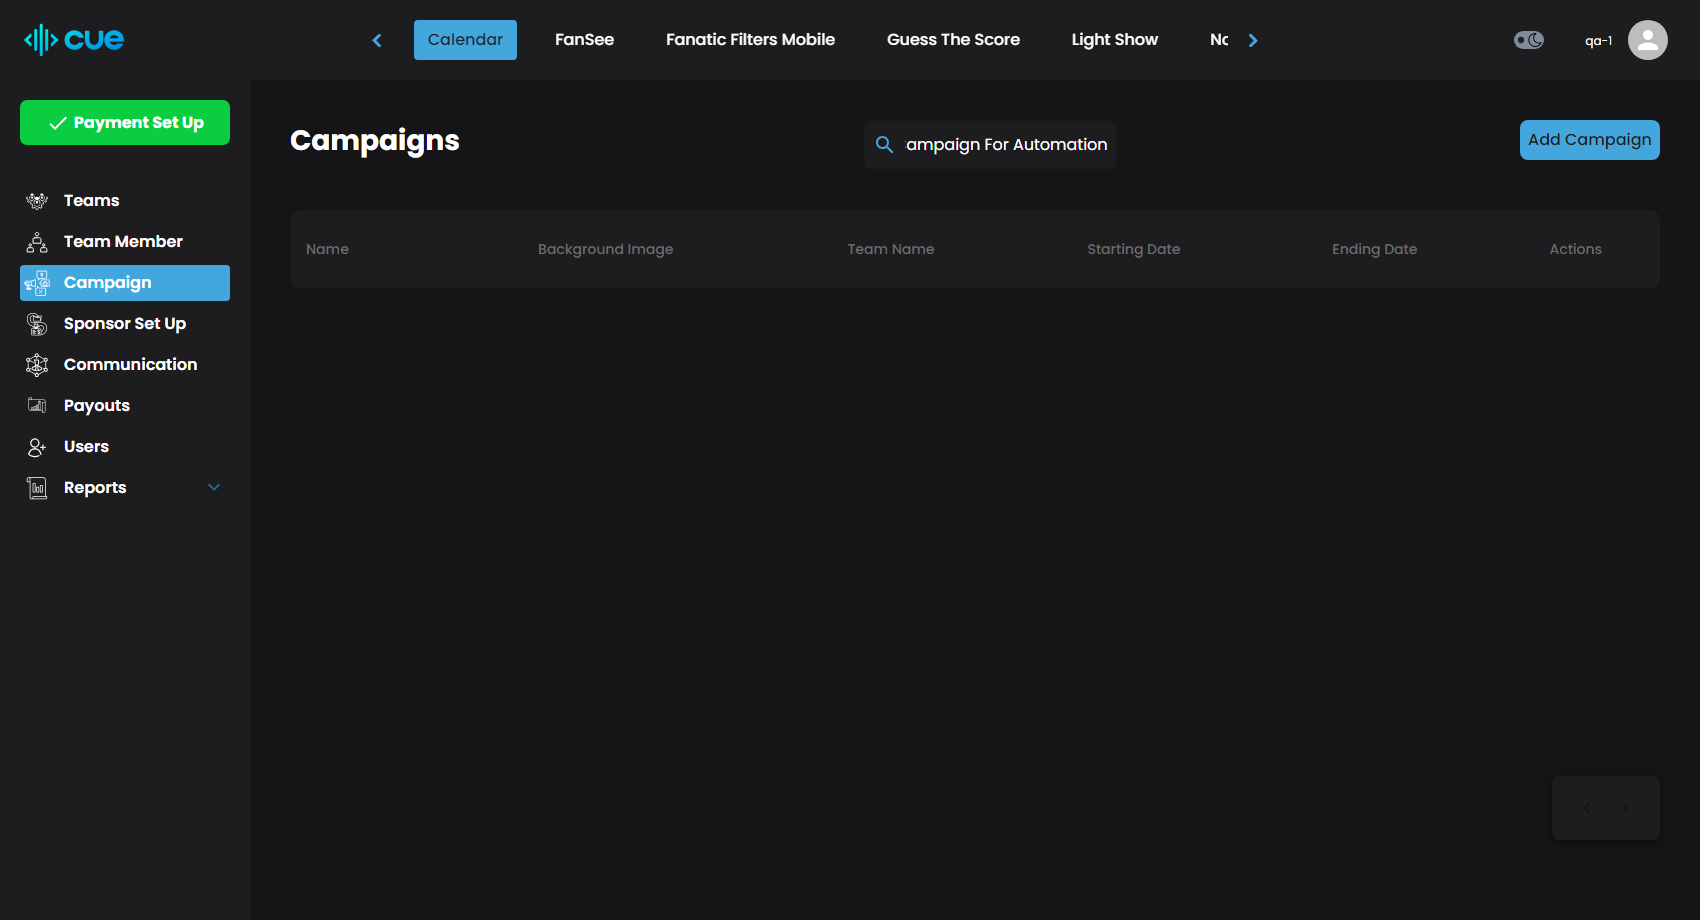 cue
Calendar
FanSee
Fanatic Filters Mobile
Guess The Score
Light Show
qa-1
Payment Set Up
Teams
Team Member
Campaign
Sponsor Set Up
Communication
Payouts
Users
Reports
Campaigns
ampaign For Automation
Add Campaign
Name
Background Image
Team Name
Starting Date
Ending Date
Actions